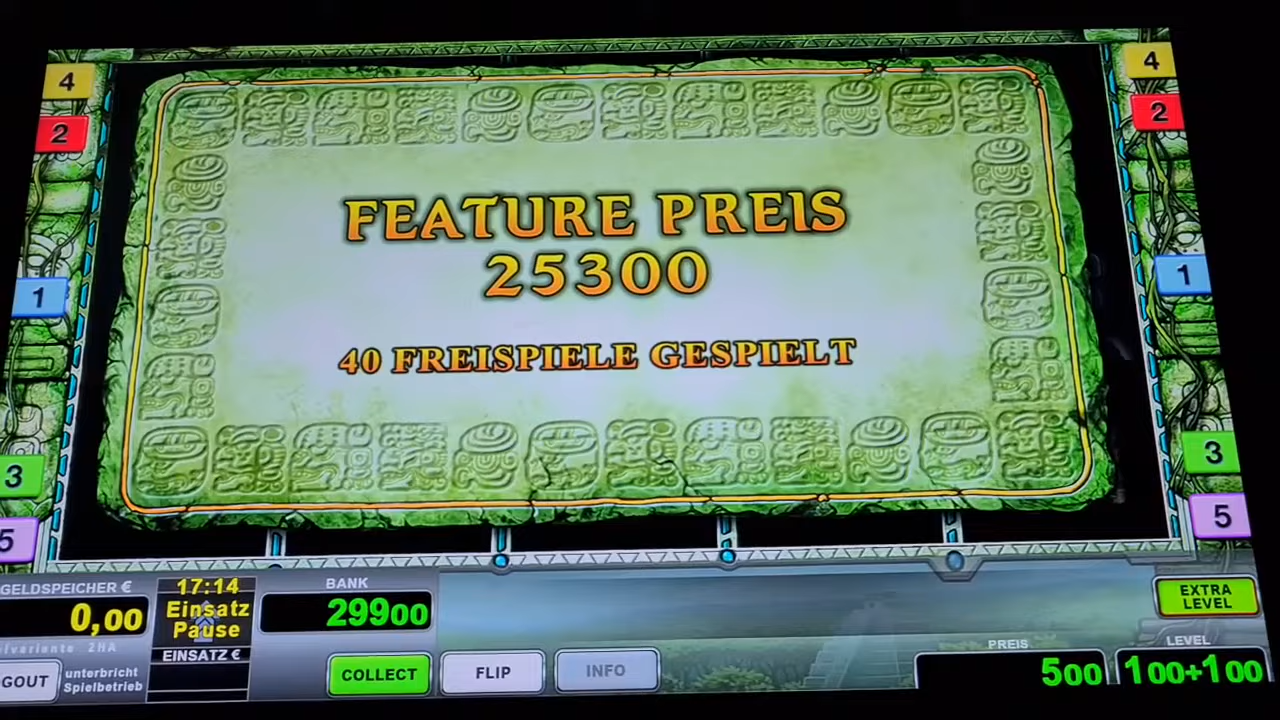 4
4
2
2
FEATURE PREIS
25300
1
1
40 FREISPIELE GESPIELT
3
3
5
5
GELDSPEICHER €
0,00
17:14
Einsatz
Pause
EINSATZ €
BANK
29900
EXTRA
LEVEL
2HA
GOUT
unterbricht
Spielbetrieb
COLLECT
FLIP
INFO
PREIS
500
LEVEL
100+100